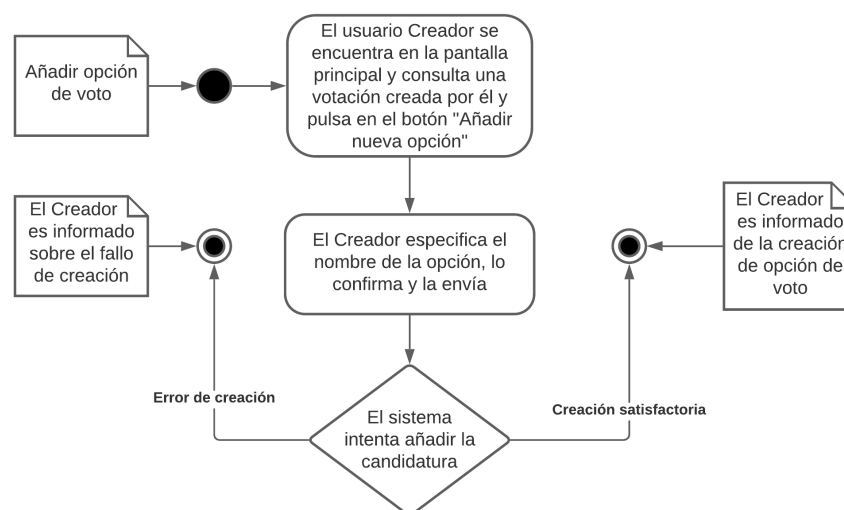 Añadir opción
de voto
El usuario Creador se
encuentra en la pantalla
principal y consulta una
votación creada por él y
pulsa en el botón "Añadir
nueva opción"
El Creador
es informado
sobre el fallo
de creación
El Creador especifica el
nombre de la opción, lo
confirma y la envía
El Creador
es informado
de la creación
de opción de
voto
Error de creación
Creación satisfactoria
El sistema
intenta añadir la
candidatura